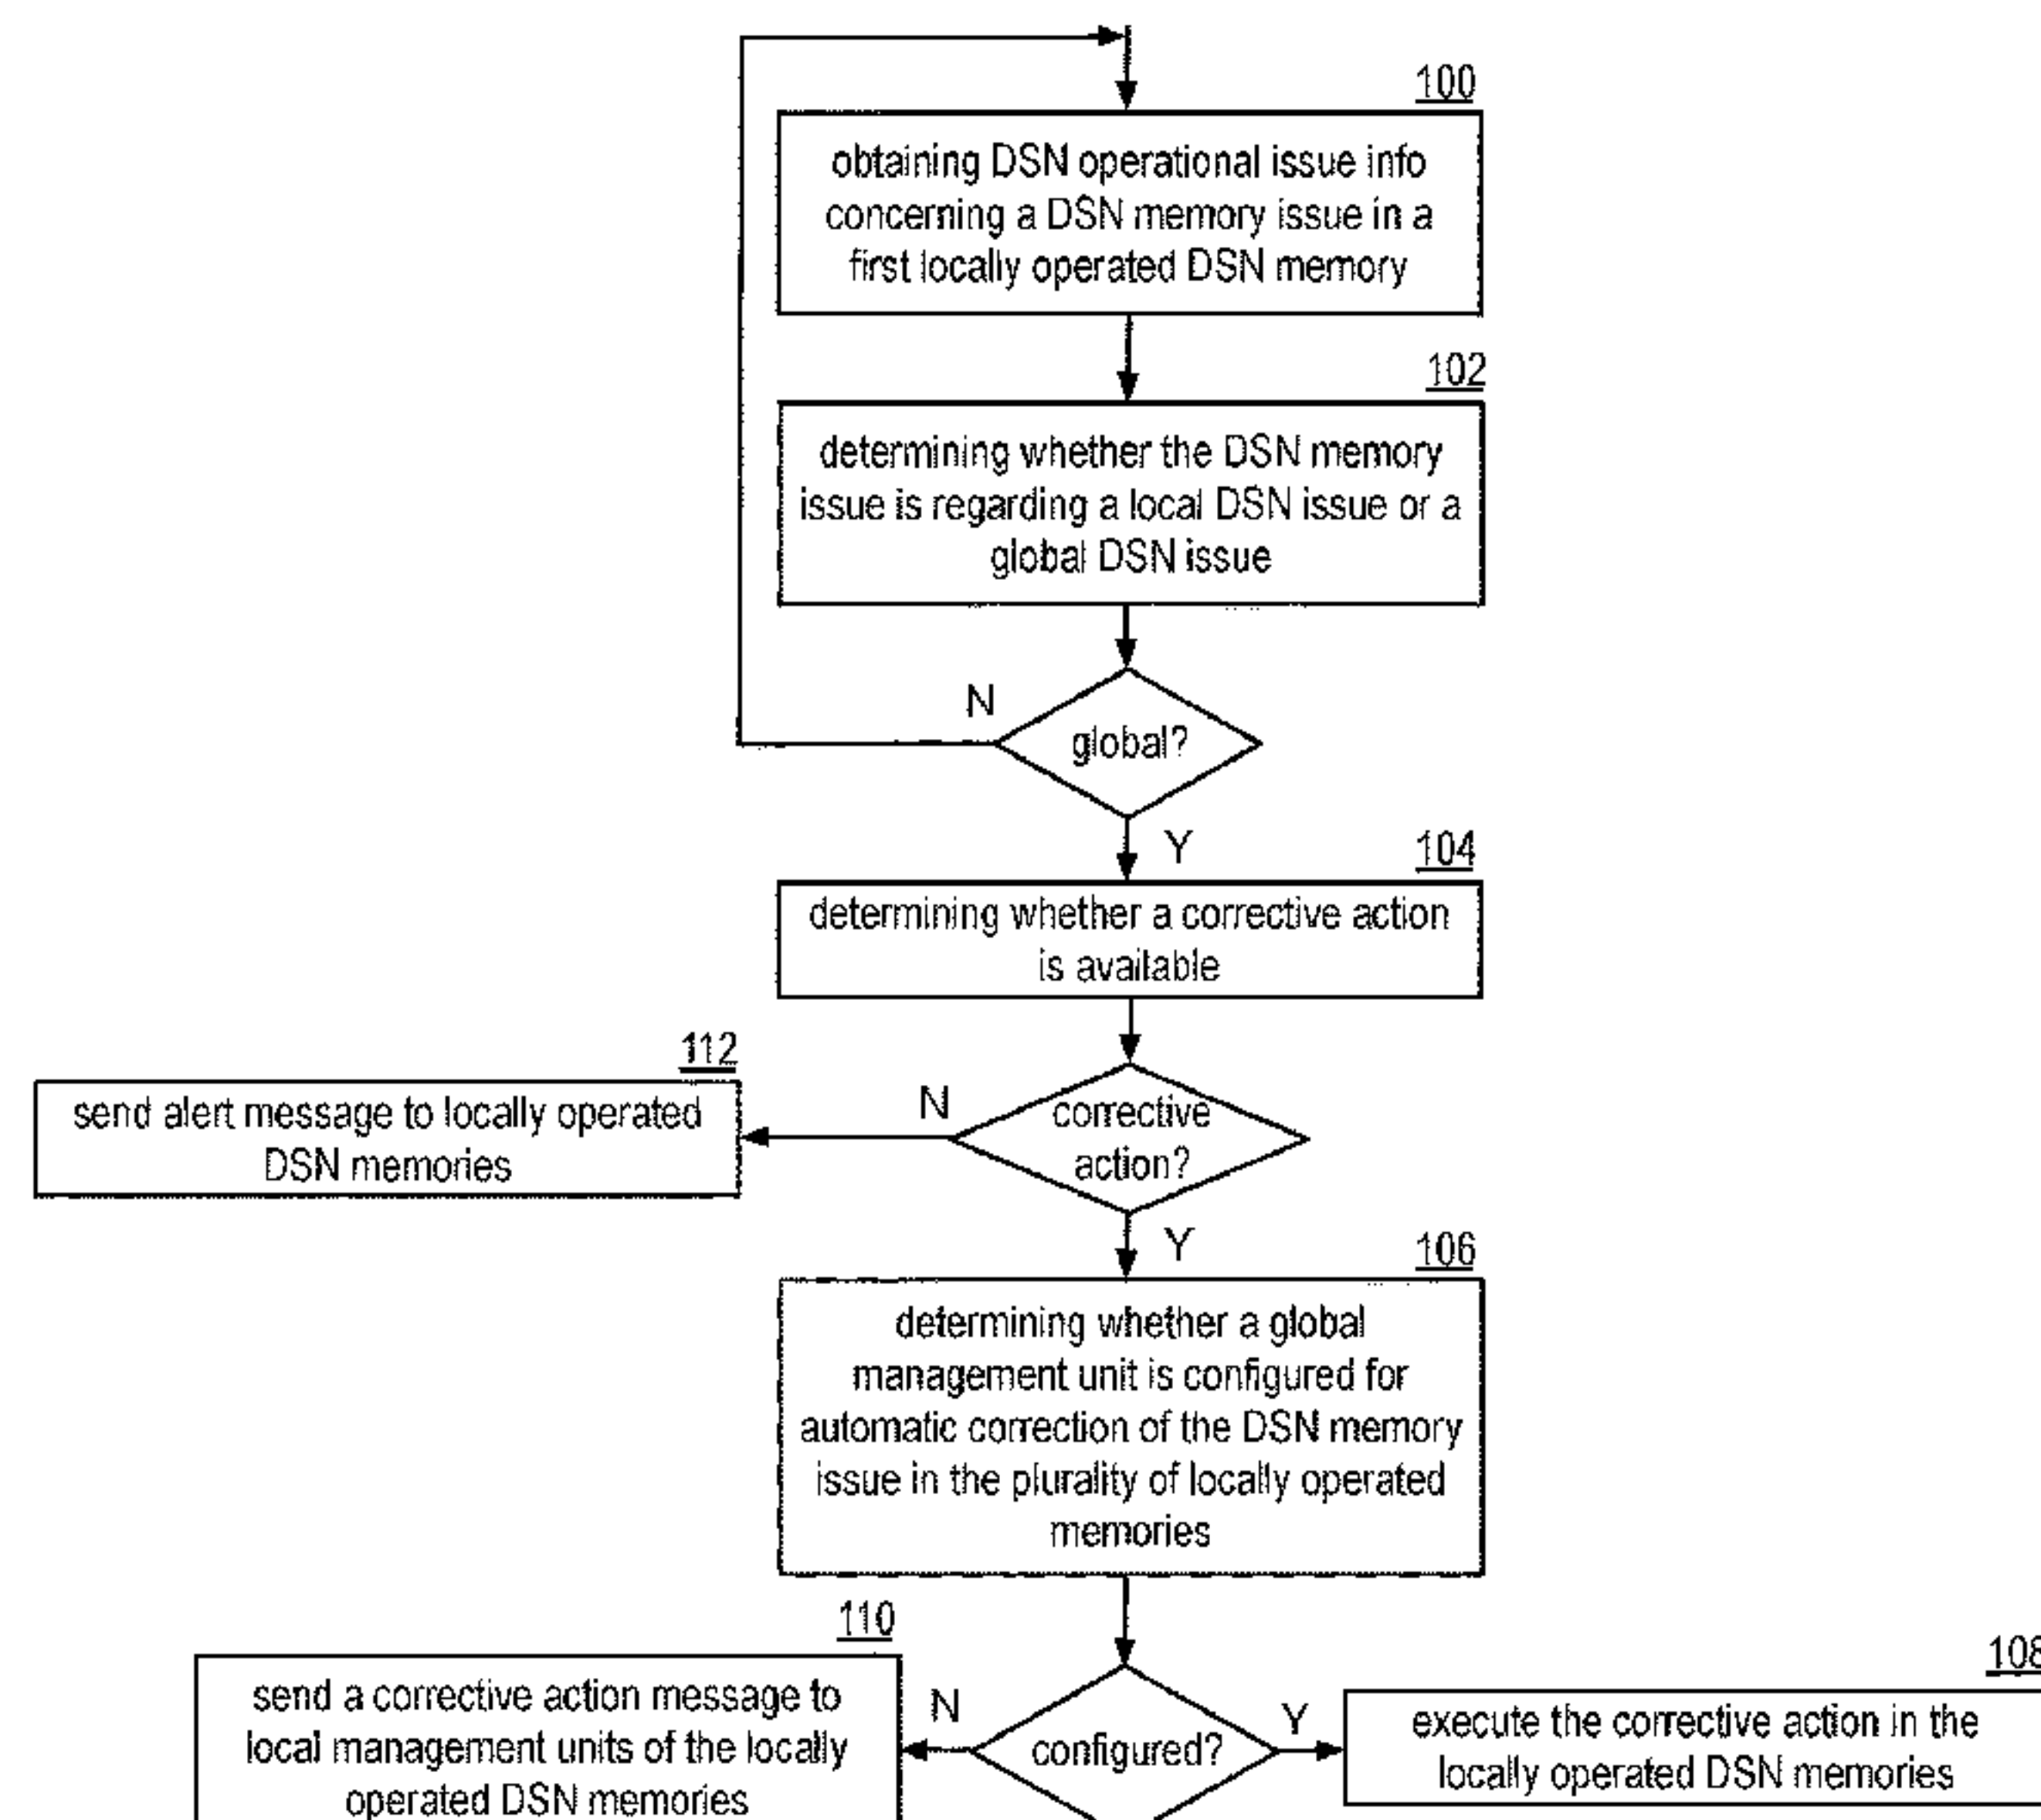 100
obtaining DSN operational issue info
concerning a DSN memory issue in a
first locally operated DSN memory
102
determining whether the DSN memory
issue is regarding a local DSN issue or a
global DSN issue
N
global?
Y
104
determining whether a corrective action
is available
112
send alert message to locally operated
DSN memories
N
corrective
action?
Y
106
determining whether a global
management unit is configured for
automatic correction of the DSN memory
issue in the plurality of locally operated
memories
110
send a corrective action message to
local management units of the locally
operated DSN memories
N
configured?
Y
108
execute the corrective action in the
locally operated DSN memories